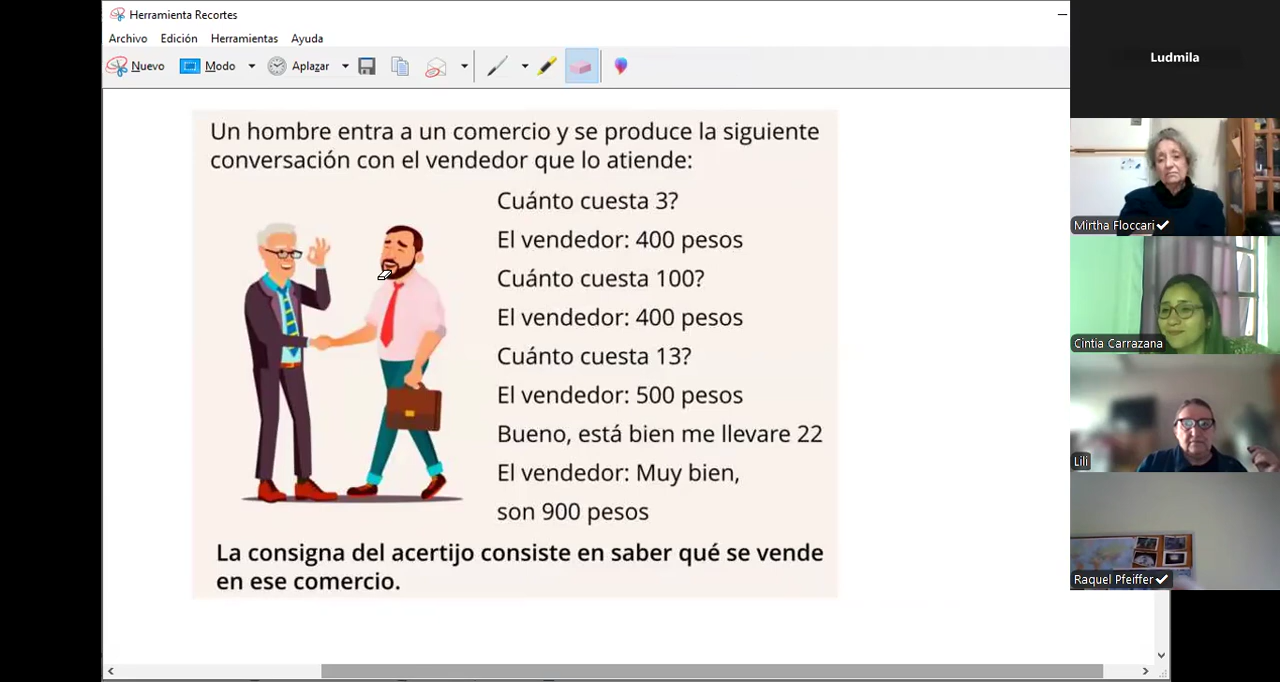 Herramienta Recortes
Archivo Edición Herramientas Ayuda
Nuevo Modo Aplazar
Un hombre entra a un comercio y se produce la siguiente
conversación con el vendedor que lo atiende:
Cuánto cuesta 3?
El vendedor: 400 pesos
Cuánto cuesta 100?
El vendedor: 400 pesos
Cuánto cuesta 13?
El vendedor: 500 pesos
Bueno, está bien me llevare 22
El vendedor: Muy bien,
son 900 pesos
La consigna del acertijo consiste en saber qué se vende
en ese comercio.
Ludmila
Mirtha Floccari
Cintia Carrazana
Lili
Raquel Pfeiffer